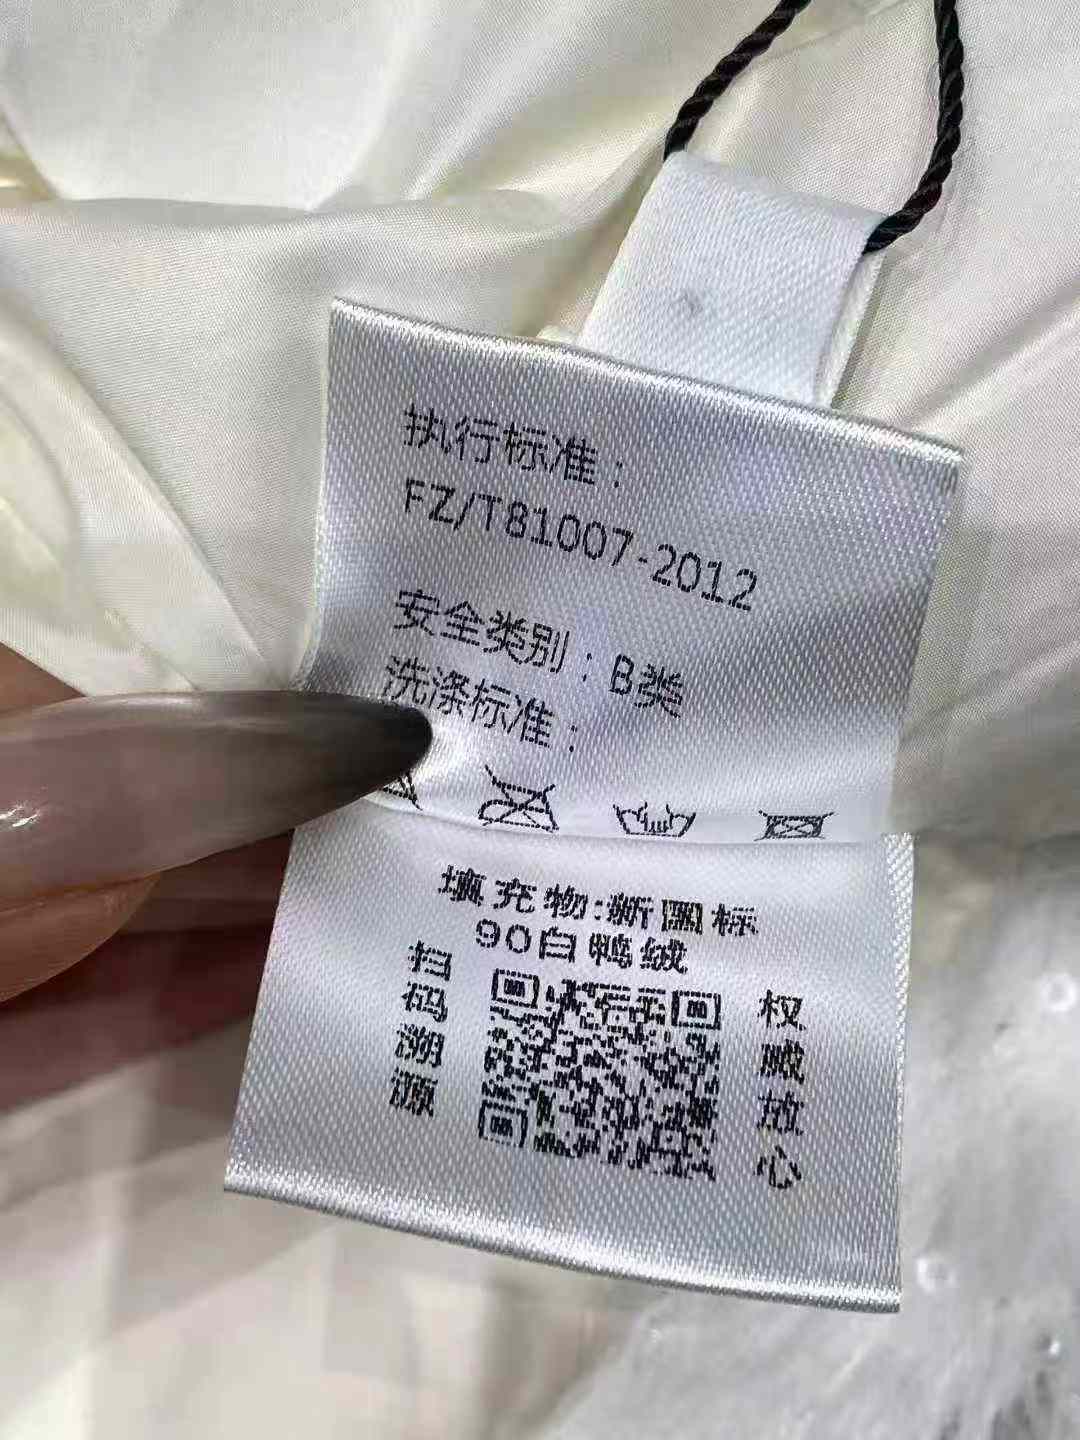 执行标准：
FZ/T81007-2012
安全类别：B类
洗涤标准：
填充物:新国标
90白鸭绒
扫码溯源
权威放心